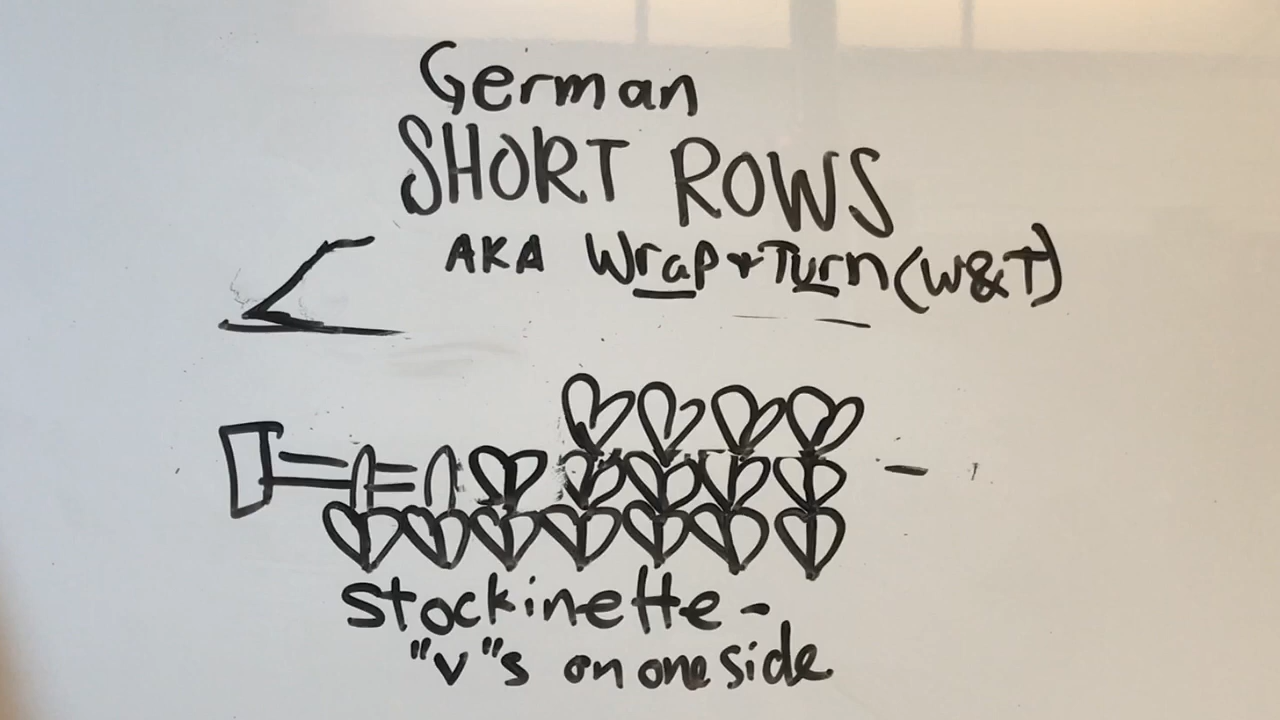 German
SHORT ROWS
AKA Wrap + Turn (W&T)
stockinette -
"v"s on one side